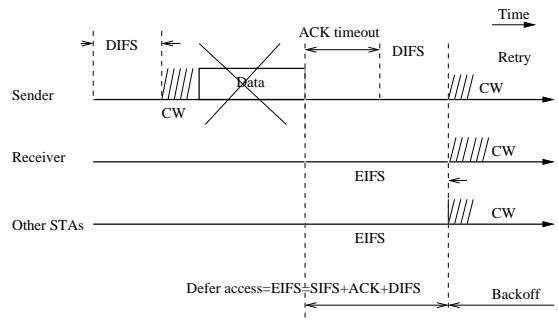 Time
ACK timeout
DIFS
DIFS
Retry
Data
Sender
CW
CW
Receiver
CW
EIFS
Other STAs
CW
EIFS
Defer access=EIFS=SIFS+ACK+DIFS
Backoff